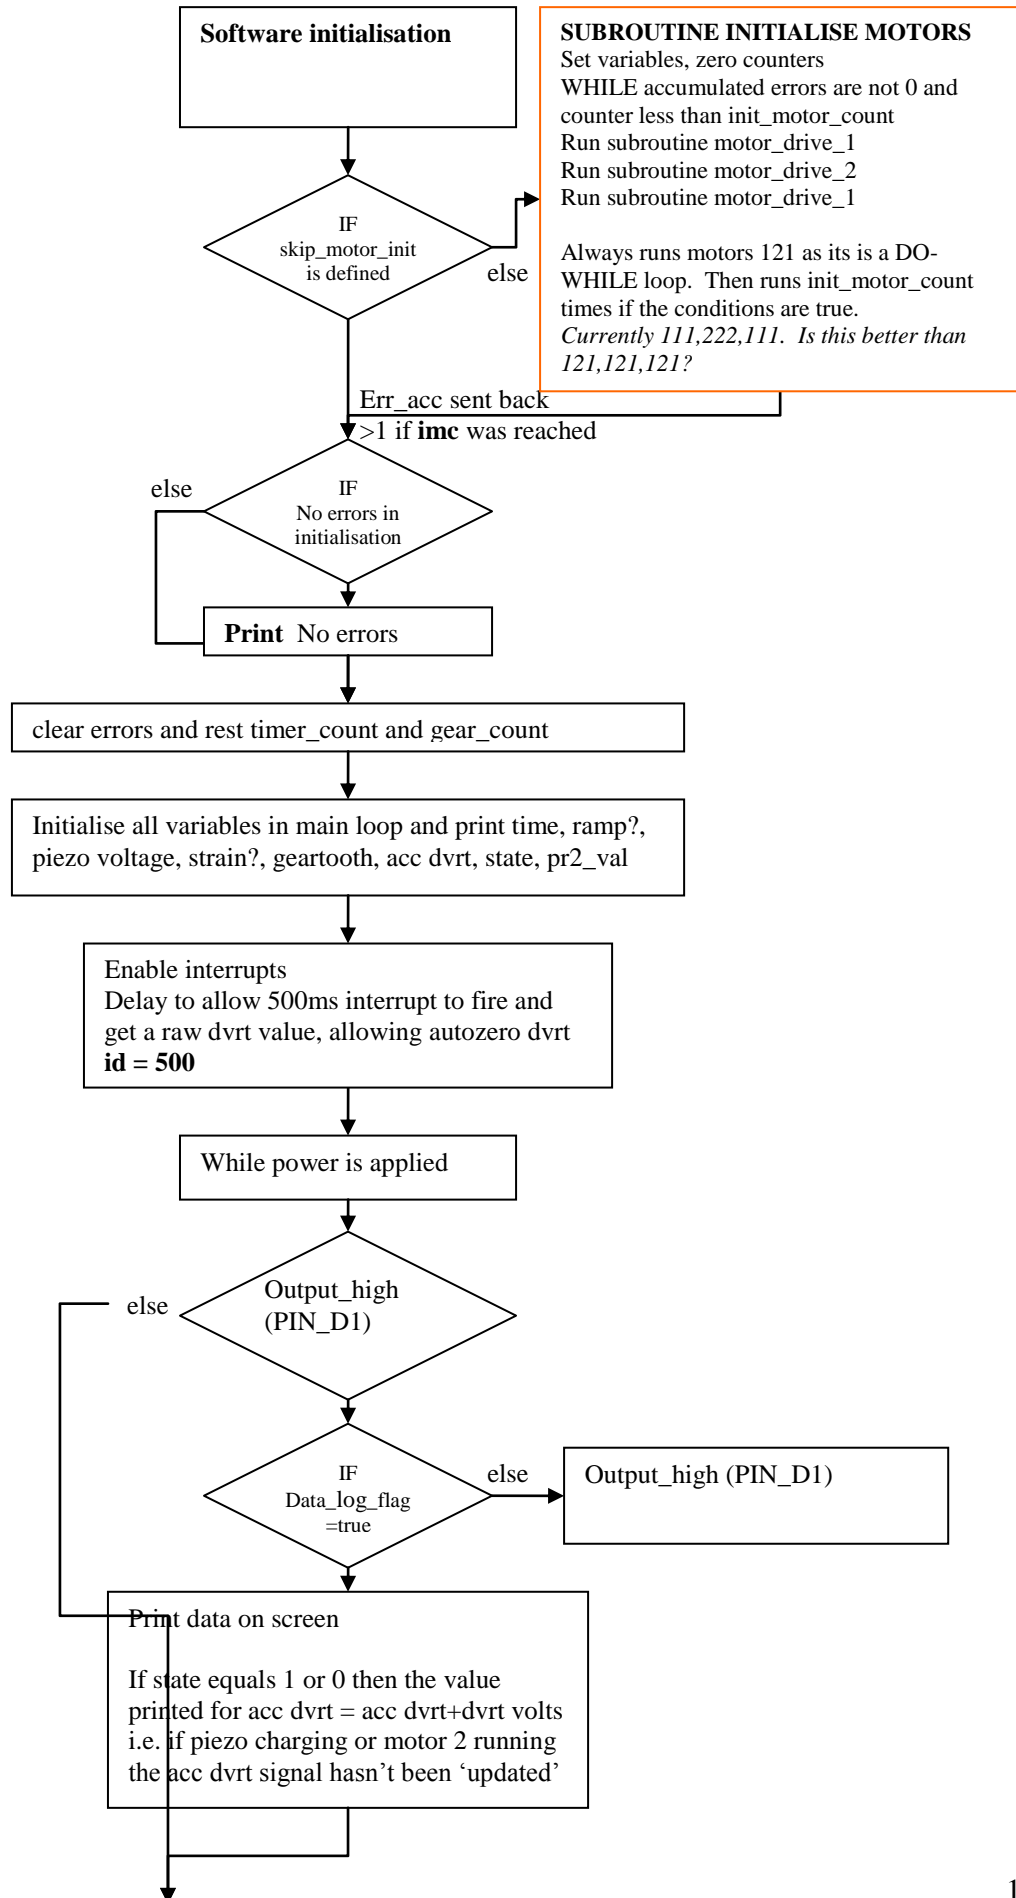 Software initialisation
SUBROUTINE INITIALISE MOTORS
Set variables, zero counters
WHILE accumulated errors are not 0 and
counter less than init_motor_count
Run subroutine motor_drive_1
Run subroutine motor_drive_2
Run subroutine motor_drive_1
Always runs motors 121 as its is a DO-
WHILE loop.  Then runs init_motor_count
times if the conditions are true.
Currently 111,222,111.  Is this better than
121,121,121?
IF
skip_motor_init
is defined
else
Err_acc sent back
>1 if imc was reached
else
IF
No errors in
initialisation
Print  No errors
clear errors and rest timer_count and gear_count
Initialise all variables in main loop and print time, ramp?,
piezo voltage, strain?, geartooth, acc dvrt, state, pr2_val
Enable interrupts
Delay to allow 500ms interrupt to fire and
get a raw dvrt value, allowing autozero dvrt
id = 500
While power is applied
else
Output_high
(PIN_D1)
IF
Data_log_flag
=true
else
Output_high (PIN_D1)
Print data on screen
If state equals 1 or 0 then the value
printed for acc dvrt = acc dvrt+dvrt volts
i.e. if piezo charging or motor 2 running
the acc dvrt signal hasn’t been ‘updated’
1